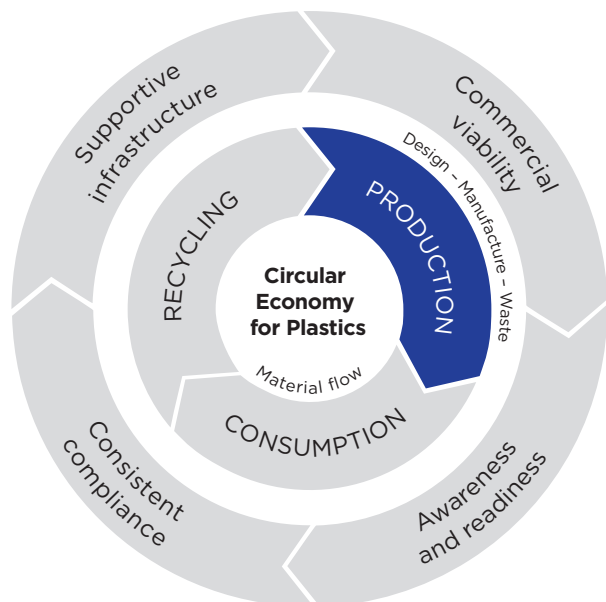 Supportive
infrastructure
Commercial
viability
Design – Manufacture – Waste
PRODUCTION
RECYCLING
Circular
Economy
for Plastics
Material flow
CONSUMPTION
Consistent
compliance
Awareness
and readiness